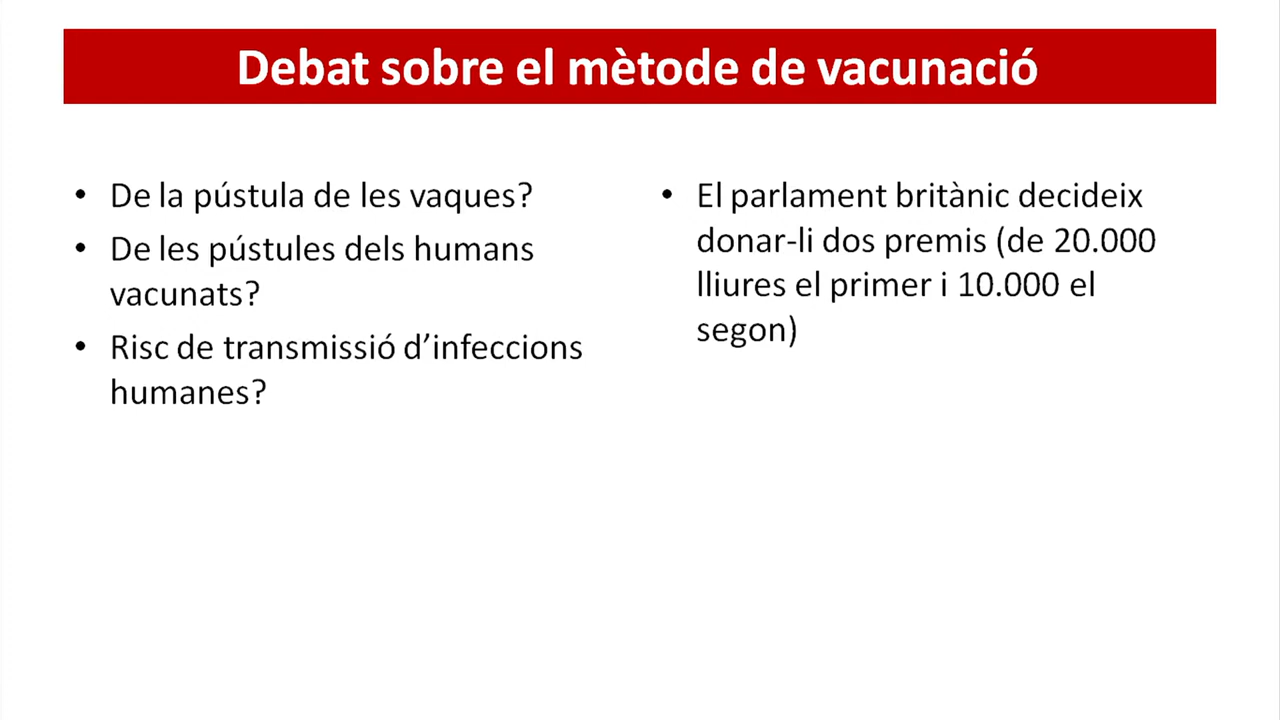 Debat sobre el mètode de vacunació
• De la pústula de les vaques?
• De les pústules dels humans
vacunats?
• Risc de transmissió d’infeccions
humanes?
• El parlament britànic decideix
donar-li dos premis (de 20.000
lliures el primer i 10.000 el
segon)